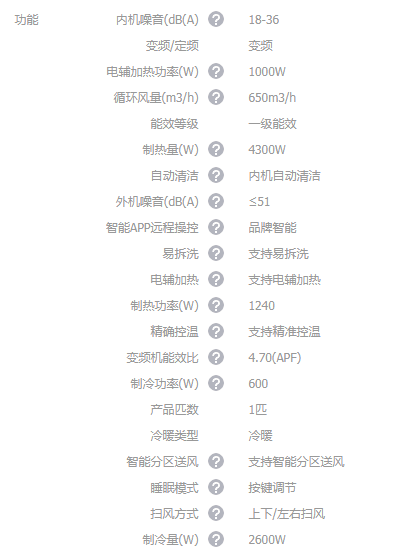 功能 内机噪音(dB(A) ? 18-36
变频/定频 变频
电辅加热功率(W) ? 1000W
循环风量(m3/h) ? 650m3/h
能效等级 一级能效
制热量(W) ? 4300W
自动清洁 ? 内机自动清洁
外机噪音(dB(A) ? ≤51
智能APP远程操控 ? 品牌智能
易拆洗 ? 支持易拆洗
电辅加热 ? 支持电辅加热
制热功率(W) ? 1240
精确控温 ? 支持精准控温
变频机能效比 ? 4.70(APF)
制冷功率(W) ? 600
产品匹数 1匹
冷暖类型 冷暖
智能分区送风 ? 支持智能分区送风
睡眠模式 ? 按键调节
扫风方式 ? 上下/左右扫风
制冷量(W) ? 2600W